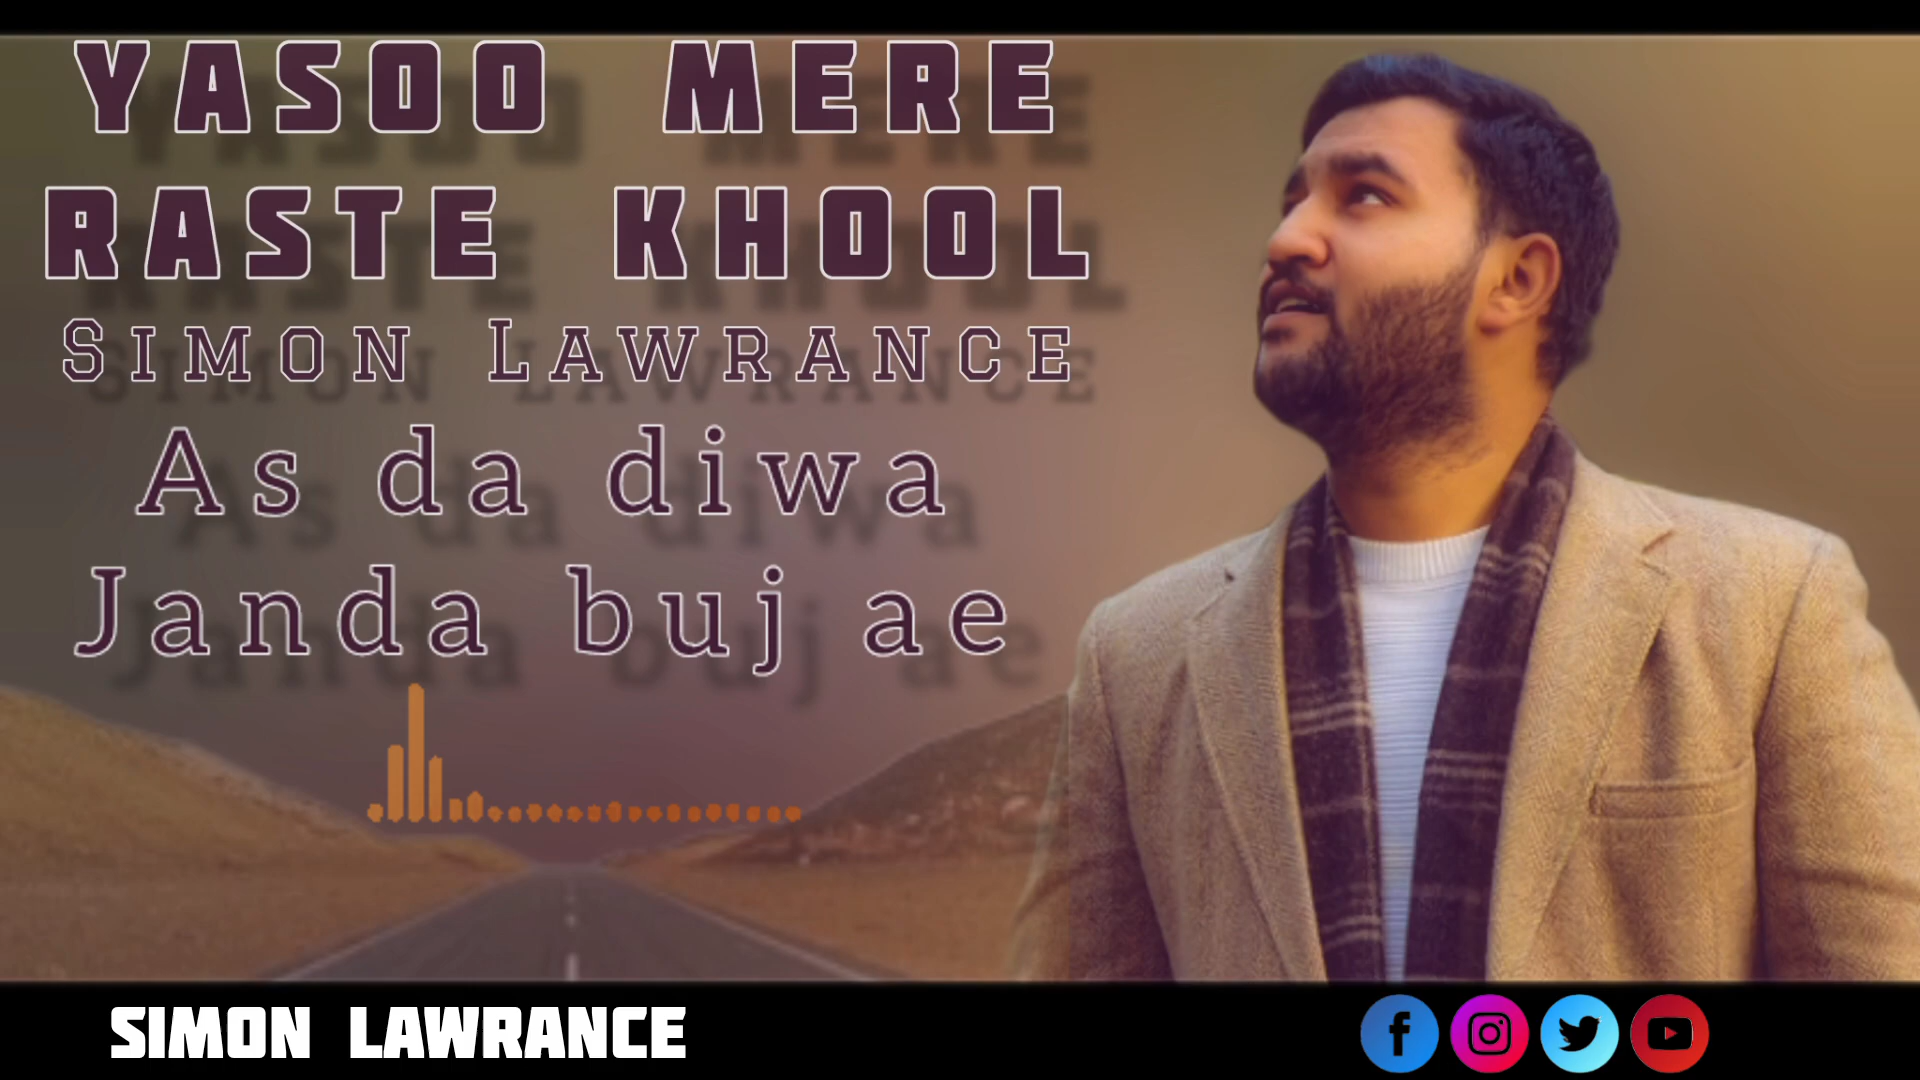 YASOO MERE
RASTE KHOOL
SIMON LAWRANCE
As da diwa
Janda buj ae
SIMON LAWRANCE